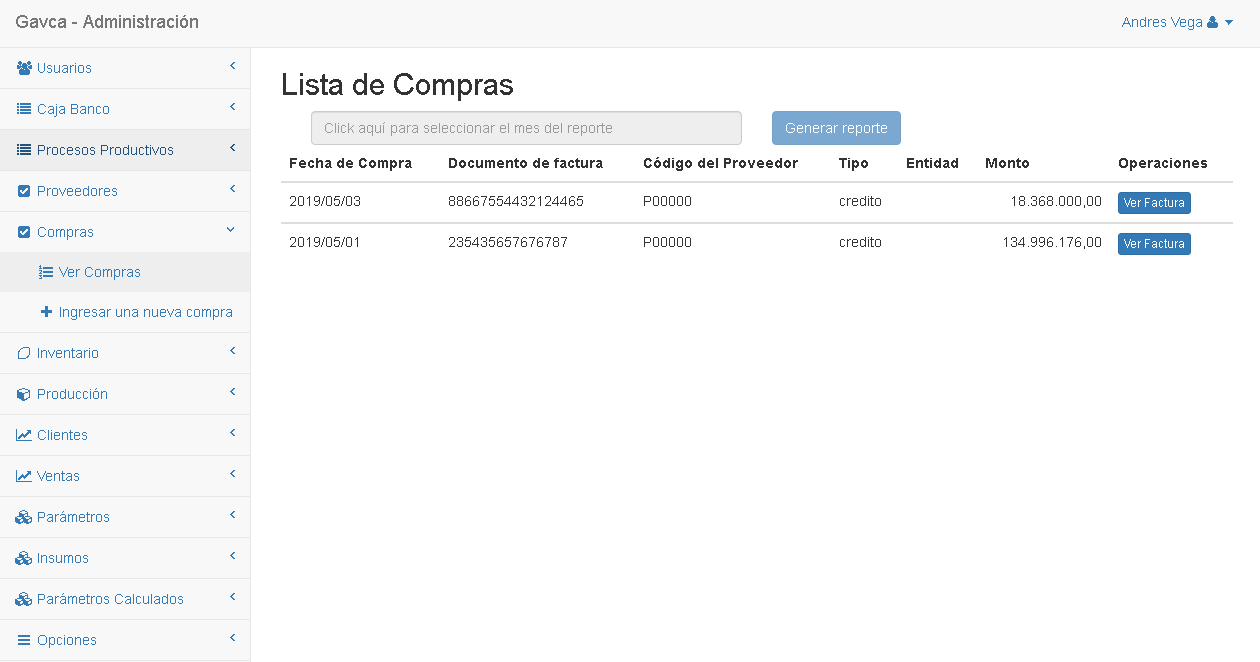 Gavca - Administración
Andres Vega
Usuarios
Caja Banco
Procesos Productivos
Proveedores
Compras
Ver Compras
Ingresar una nueva compra
Inventario
Producción
Clientes
Ventas
Parámetros
Insumos
Parámetros Calculados
Opciones
Lista de Compras
Click aquí para seleccionar el mes del reporte
Generar reporte
Fecha de Compra Documento de factura Código del Proveedor Tipo Entidad Monto Operaciones
2019/05/03 88667554432124465 P00000 credito 18.368.000,00 Ver Factura
2019/05/01 235435657676787 P00000 credito 134.996.176,00 Ver Factura